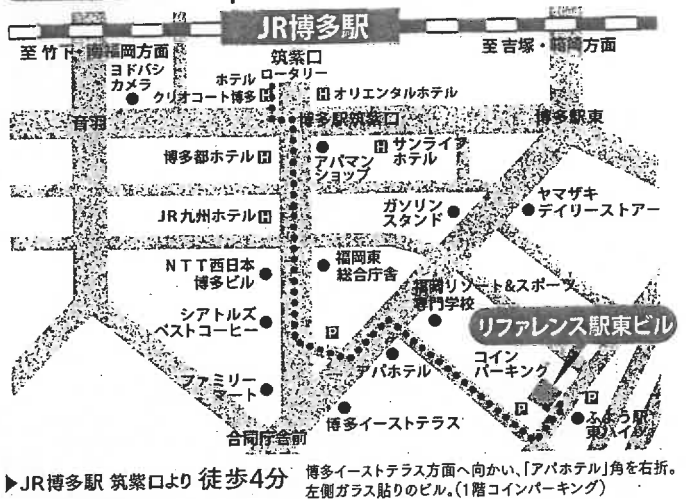 JR博多駅
至 竹下・南福岡方面
筑紫口
ロータリー
至 吉塚・箱崎方面
ヨドバシ
カメラ
ホテル
クリオコート博多 H
H オリエンタルホテル
音羽
博多駅筑紫口
博多駅東
博多都ホテル H
アパマン
ショップ
H サンライフ
ホテル
JR九州ホテル H
ガソリン
スタンド
ヤマザキ
デイリーストアー
NTT西日本
博多ビル
福岡東
総合庁舎
福岡リゾート&スポーツ
専門学校
シアトルズ
ベストコーヒー
P
リファレンス駅東ビル
アパホテル
コイン
パーキング
ファミリー
マート
P
P
博多イーストテラス
合同庁舎前
▶JR博多駅 筑紫口より 徒歩4分
博多イーストテラス方面へ向かい、「アパホテル」角を右折。
左側ガラス貼りのビル。(1階コインパーキング)